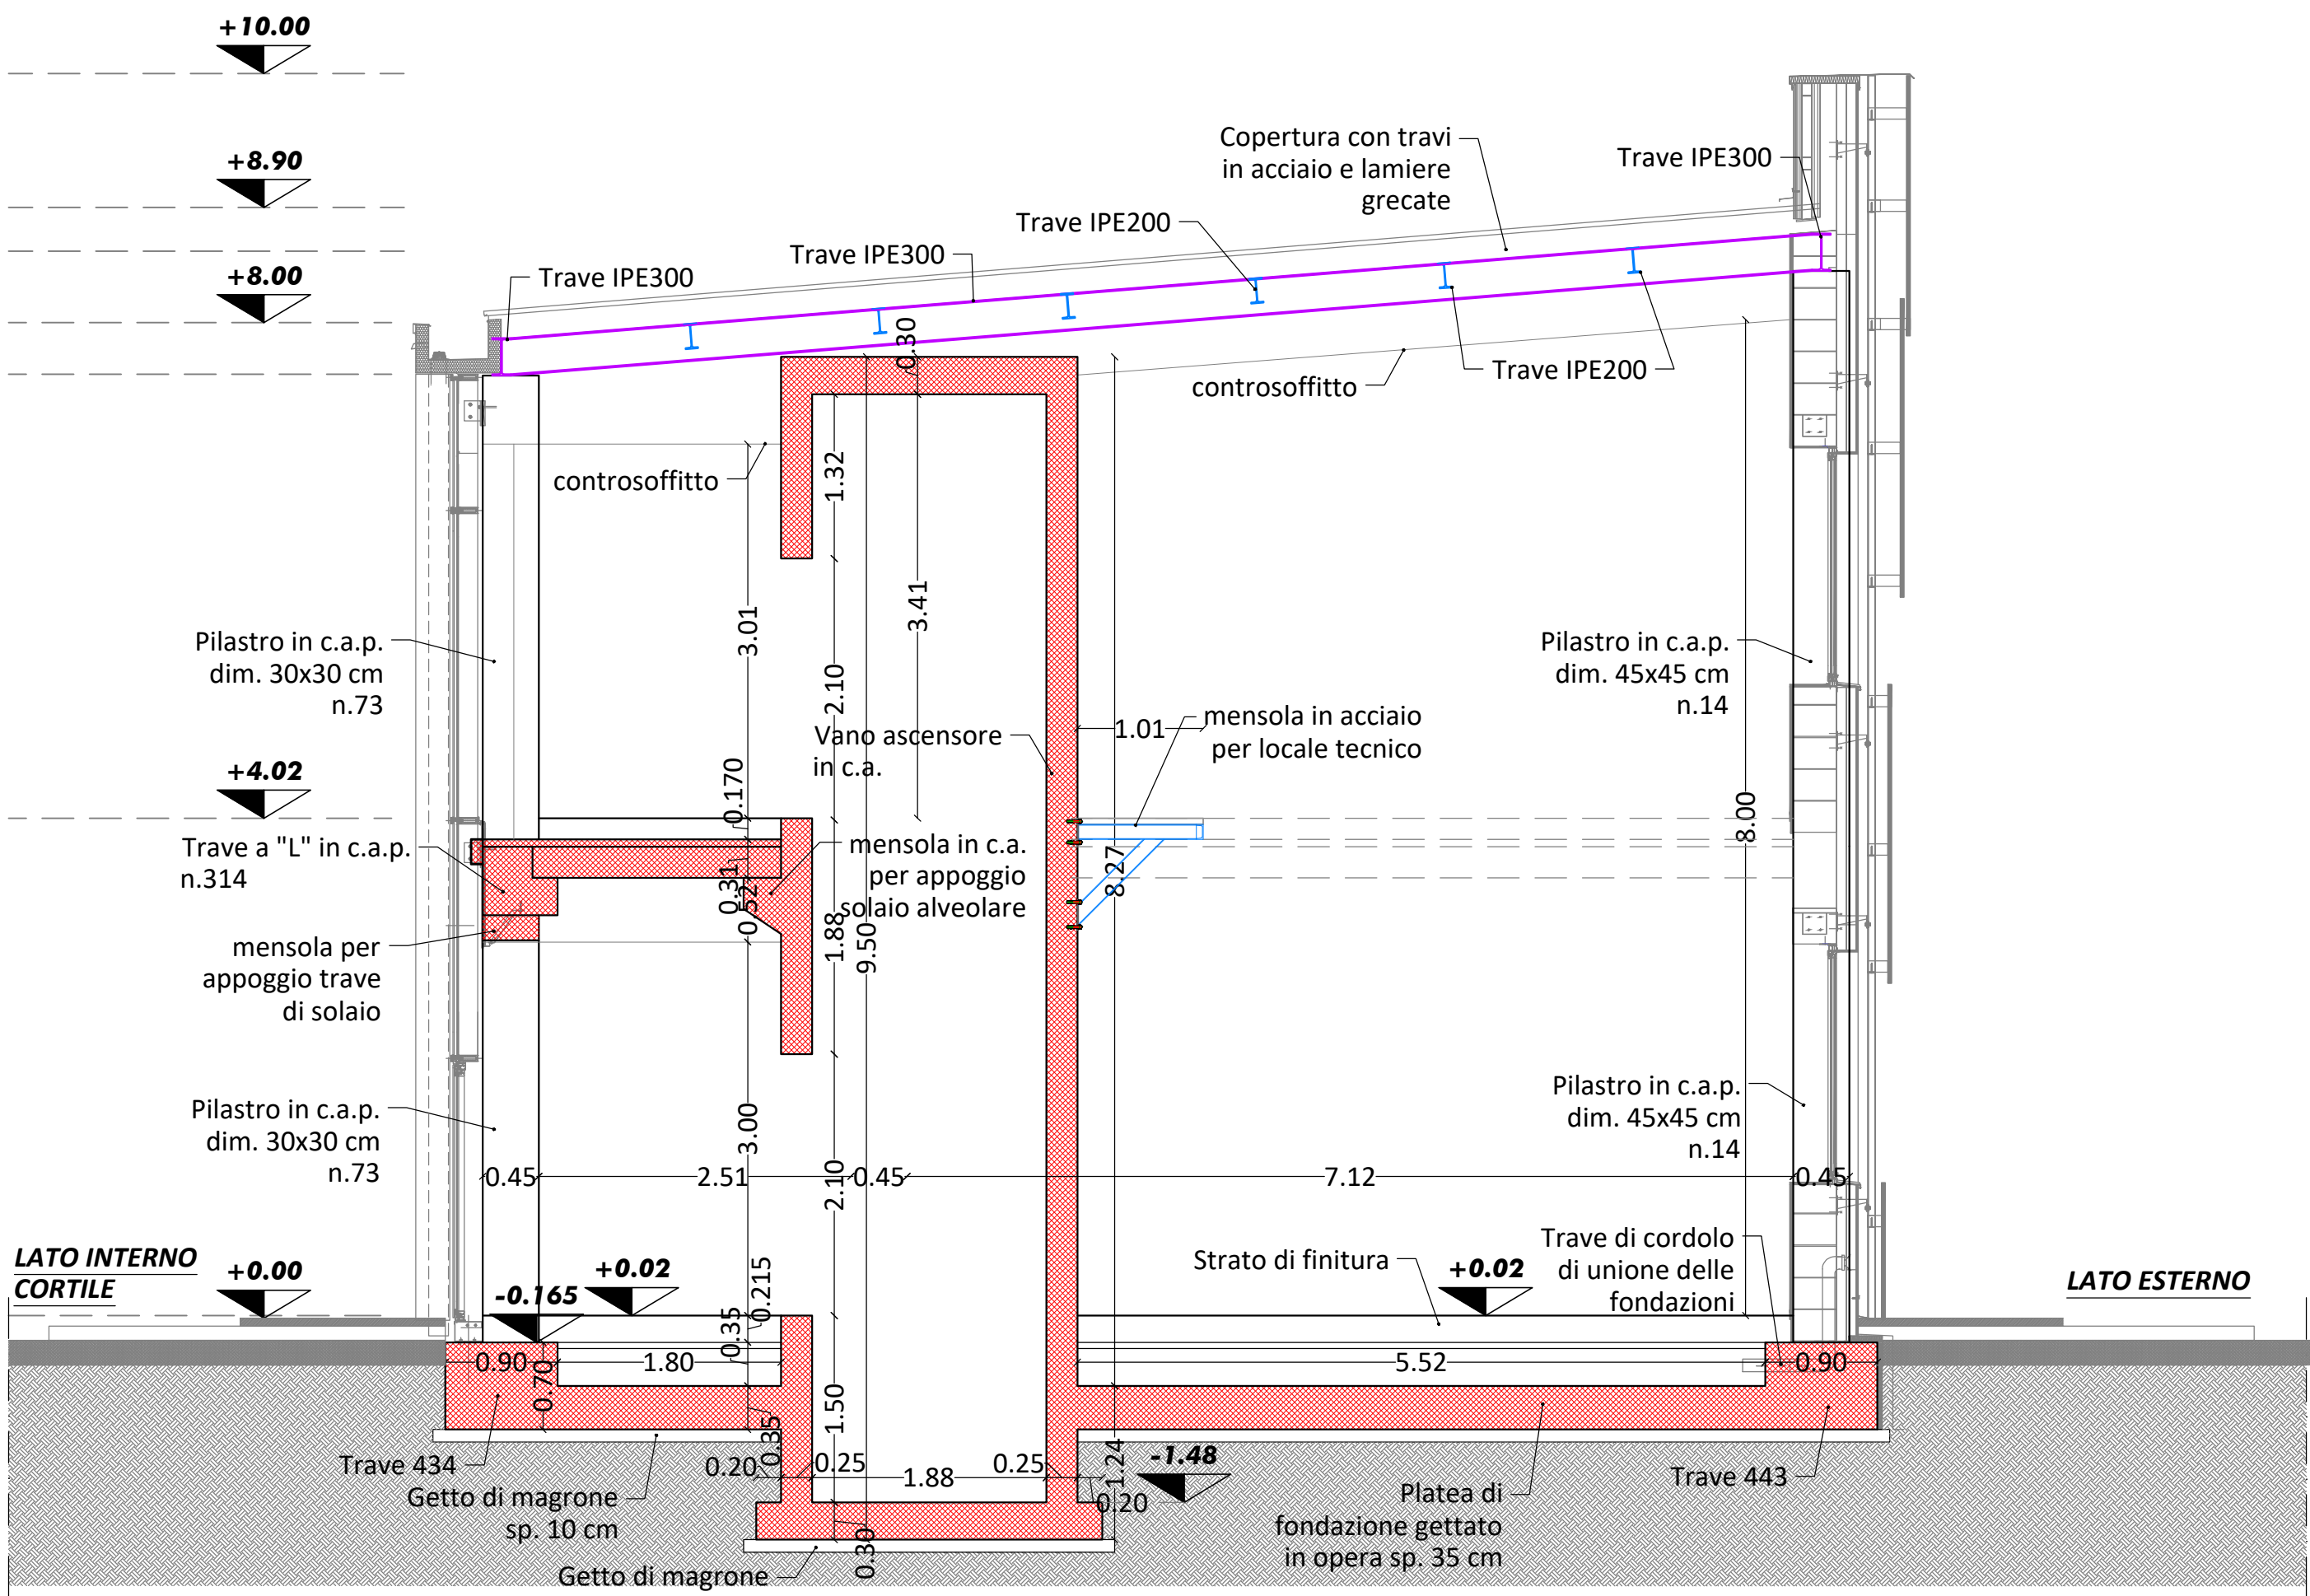 +10.00
+8.90
+8.00
+4.02
+0.00
LATO INTERNO
CORTILE
Copertura con travi
in acciaio e lamiere
grecate
Trave IPE300
Trave IPE200
Trave IPE300
Trave IPE300
Trave IPE200
controsoffitto
controsoffitto
0.30
1.32
3.41
3.01
2.10
Pilastro in c.a.p.
dim. 30x30 cm
n.73
Pilastro in c.a.p.
dim. 45x45 cm
n.14
Vano ascensore
in c.a.
1.01
mensola in acciaio
per locale tecnico
0.170
Trave a "L" in c.a.p.
n.314
mensola in c.a.
per appoggio
solaio alveolare
0.31
0.52
1.88
9.50
8.27
8.00
mensola per
appoggio trave
di solaio
Pilastro in c.a.p.
dim. 30x30 cm
n.73
Pilastro in c.a.p.
dim. 45x45 cm
n.14
3.00
2.10
0.45
2.51
0.45
7.12
0.45
Strato di finitura
Trave di cordolo
di unione delle
fondazioni
LATO ESTERNO
-0.165
+0.02
+0.02
0.215
0.35
0.90
1.80
5.52
0.90
0.70
0.35
1.50
0.20
0.25
1.88
0.25
0.20
1.24
-1.48
0.30
Trave 434
Getto di magrone
sp. 10 cm
Getto di magrone
Platea di
fondazione gettato
in opera sp. 35 cm
Trave 443